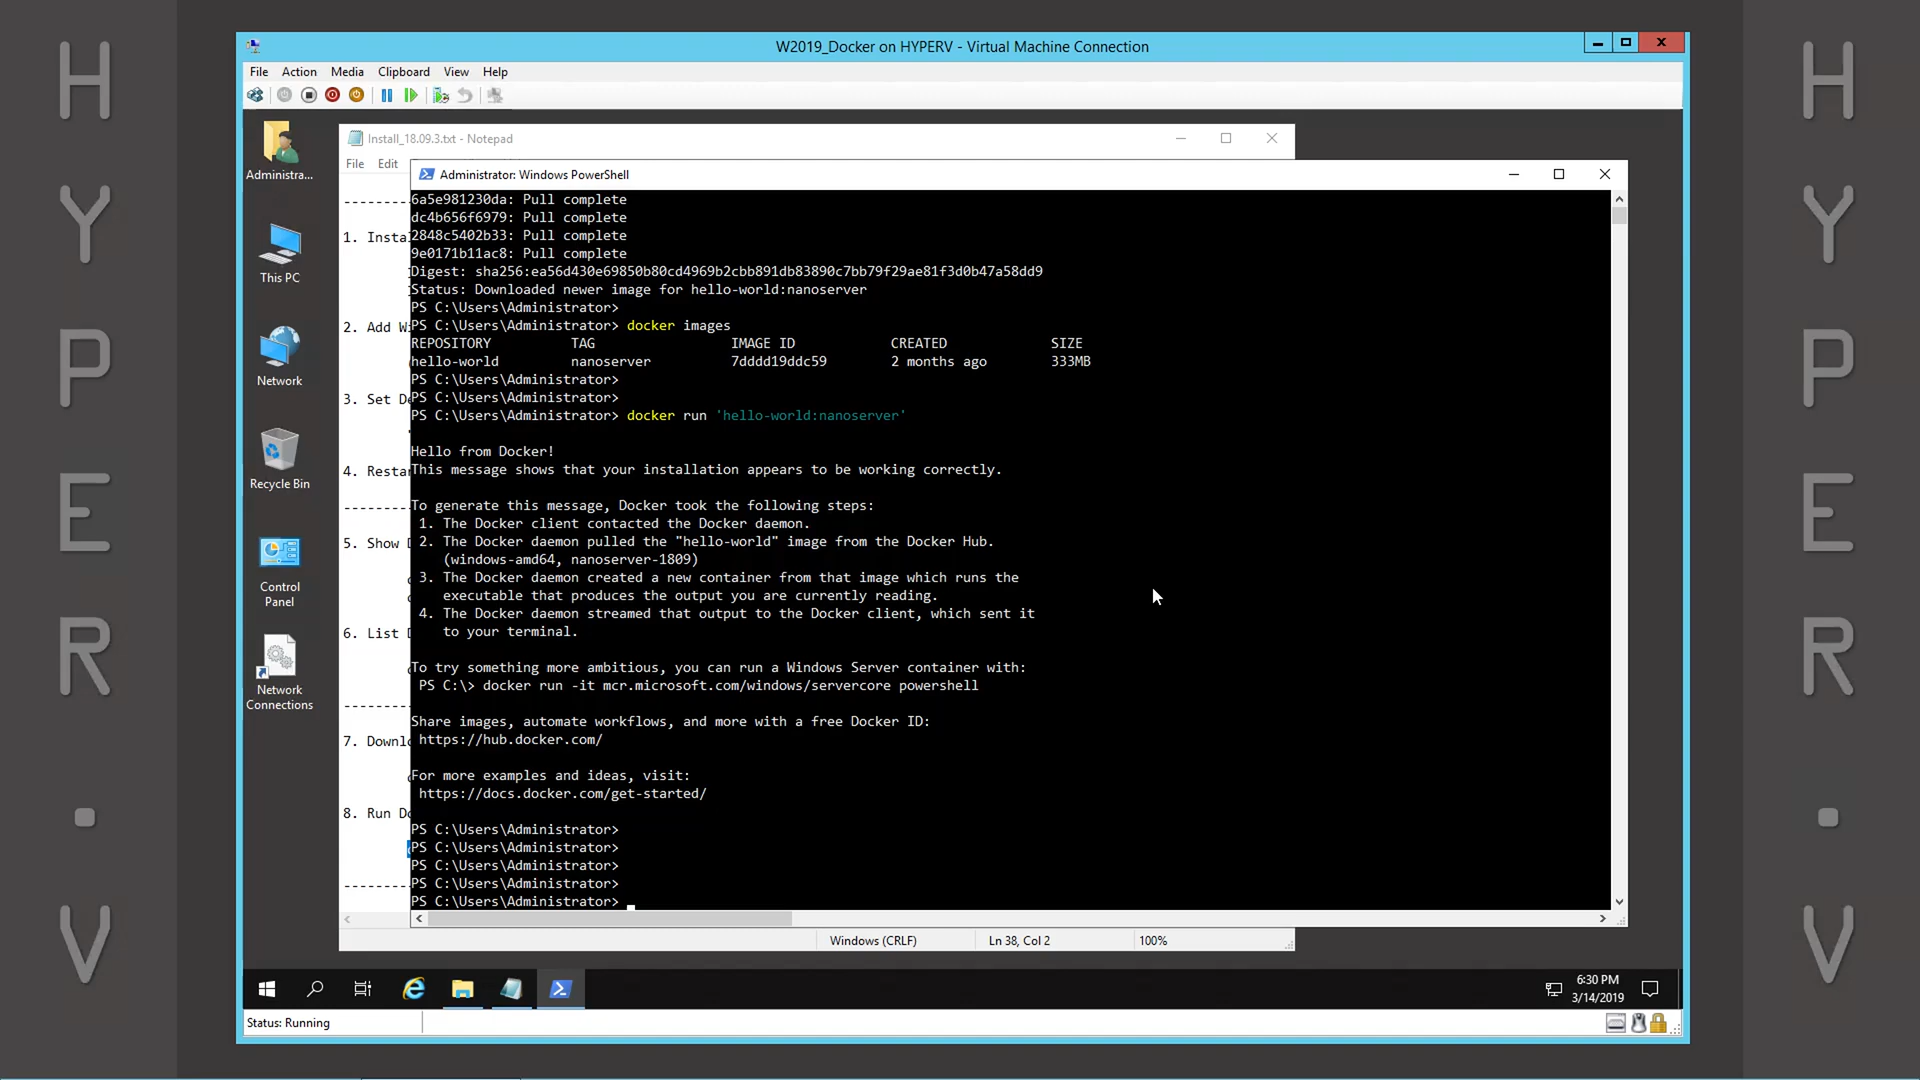 HYPER·V
W2019_Docker on HYPERV - Virtual Machine Connection
File Action Media Clipboard View Help
Administra...
This PC
Network
Recycle Bin
Control
Panel
Network
Connections
Install_18.09.3.txt - Notepad
File Edit
1. Instal
2. Add Wi
3. Set De
4. Restar
5. Show D
6. List D
7. Downlo
8. Run Do
Administrator: Windows PowerShell
6a5e981230da: Pull complete
dc4b656f6979: Pull complete
2848c5402b33: Pull complete
9e0171b11ac8: Pull complete
Digest: sha256:ea56d430e69850b80cd4969b2cbb891db83890c7bb79f29ae81f3d0b47a58dd9
Status: Downloaded newer image for hello-world:nanoserver
PS C:\Users\Administrator>
PS C:\Users\Administrator> docker images
REPOSITORY TAG IMAGE ID CREATED SIZE
hello-world nanoserver 7dddd19ddc59 2 months ago 333MB
PS C:\Users\Administrator>
PS C:\Users\Administrator>
PS C:\Users\Administrator> docker run 'hello-world:nanoserver'
Hello from Docker!
This message shows that your installation appears to be working correctly.
To generate this message, Docker took the following steps:
1. The Docker client contacted the Docker daemon.
2. The Docker daemon pulled the "hello-world" image from the Docker Hub.
(windows-amd64, nanoserver-1809)
3. The Docker daemon created a new container from that image which runs the
executable that produces the output you are currently reading.
4. The Docker daemon streamed that output to the Docker client, which sent it
to your terminal.
To try something more ambitious, you can run a Windows Server container with:
PS C:\> docker run -it mcr.microsoft.com/windows/servercore powershell
Share images, automate workflows, and more with a free Docker ID:
https://hub.docker.com/
For more examples and ideas, visit:
https://docs.docker.com/get-started/
PS C:\Users\Administrator>
PS C:\Users\Administrator>
PS C:\Users\Administrator>
PS C:\Users\Administrator>
PS C:\Users\Administrator>
Windows (CRLF) Ln 38, Col 2 100%
6:30 PM
3/14/2019
Status: Running
HYPER·V